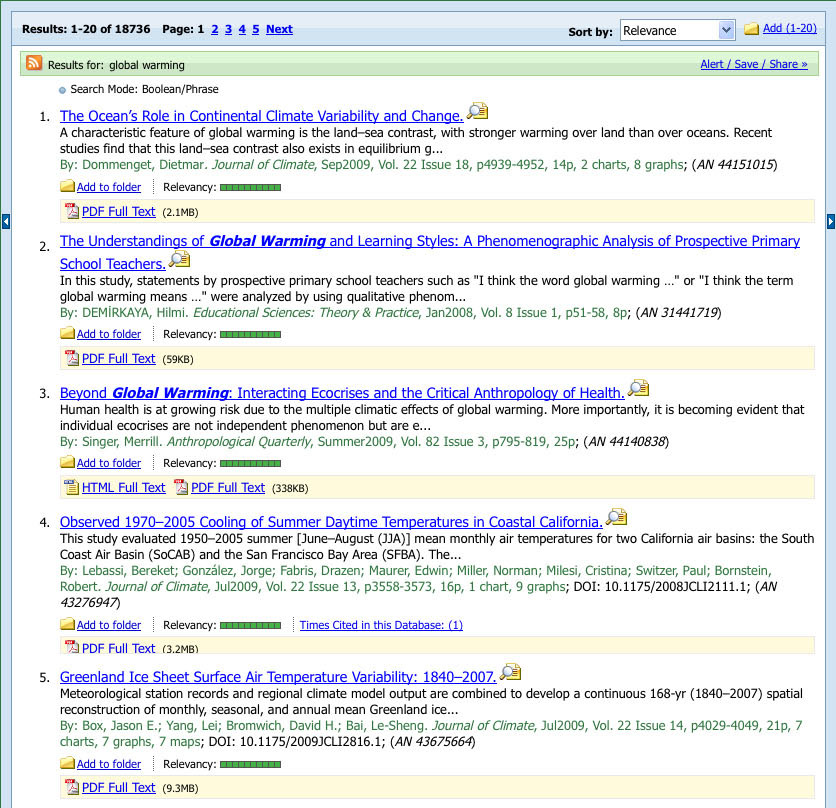 Results: 1-20 of 18736 Page: 1 2 3 4 5 Next Sort by: Relevance Add (1-20)
Results for: global warming Alert / Save / Share »
Search Mode: Boolean/Phrase
1. The Ocean’s Role in Continental Climate Variability and Change.
A characteristic feature of global warming is the land–sea contrast, with stronger warming over land than over oceans. Recent
studies find that this land–sea contrast also exists in equilibrium g...
By: Dommenget, Dietmar. Journal of Climate, Sep2009, Vol. 22 Issue 18, p4939-4952, 14p, 2 charts, 8 graphs; (AN 44151015)
Add to folder Relevancy:
PDF Full Text (2.1MB)
2. The Understandings of Global Warming and Learning Styles: A Phenomenographic Analysis of Prospective Primary
School Teachers.
In this study, statements by prospective primary school teachers such as "I think the word global warming …" or "I think the term
global warming means …" were analyzed by using qualitative phenom...
By: DEMİRKAYA, Hilmi. Educational Sciences: Theory & Practice, Jan2008, Vol. 8 Issue 1, p51-58, 8p; (AN 31441719)
Add to folder Relevancy:
PDF Full Text (59KB)
3. Beyond Global Warming: Interacting Ecocrises and the Critical Anthropology of Health.
Human health is at growing risk due to the multiple climatic effects of global warming. More importantly, it is becoming evident that
individual ecocrises are not independent phenomenon but are e...
By: Singer, Merrill. Anthropological Quarterly, Summer2009, Vol. 82 Issue 3, p795-819, 25p; (AN 44140838)
Add to folder Relevancy:
HTML Full Text PDF Full Text (338KB)
4. Observed 1970–2005 Cooling of Summer Daytime Temperatures in Coastal California.
This study evaluated 1950–2005 summer [June–August (JJA)] mean monthly air temperatures for two California air basins: the South
Coast Air Basin (SoCAB) and the San Francisco Bay Area (SFBA). The...
By: Lebassi, Bereket; González, Jorge; Fabris, Drazen; Maurer, Edwin; Miller, Norman; Milesi, Cristina; Switzer, Paul; Bornstein,
Robert. Journal of Climate, Jul2009, Vol. 22 Issue 13, p3558-3573, 16p, 1 chart, 9 graphs; DOI: 10.1175/2008JCLI2111.1; (AN
43276947)
Add to folder Relevancy: Times Cited in this Database: (1)
PDF Full Text (3.2MB)
5. Greenland Ice Sheet Surface Air Temperature Variability: 1840–2007.
Meteorological station records and regional climate model output are combined to develop a continuous 168-yr (1840–2007) spatial
reconstruction of monthly, seasonal, and annual mean Greenland ice...
By: Box, Jason E.; Yang, Lei; Bromwich, David H.; Bai, Le-Sheng. Journal of Climate, Jul2009, Vol. 22 Issue 14, p4029-4049, 21p, 7
charts, 7 graphs, 7 maps; DOI: 10.1175/2009JCLI2816.1; (AN 43675664)
Add to folder Relevancy:
PDF Full Text (9.3MB)